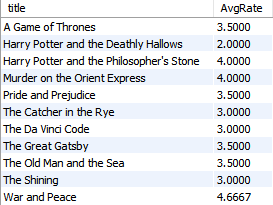 title AvgRate
A Game of Thrones 3.5000
Harry Potter and the Deathly Hallows 2.0000
Harry Potter and the Philosopher's Stone 4.0000
Murder on the Orient Express 4.0000
Pride and Prejudice 3.5000
The Catcher in the Rye 3.0000
The Da Vinci Code 3.0000
The Great Gatsby 3.5000
The Old Man and the Sea 3.5000
The Shining 3.0000
War and Peace 4.6667